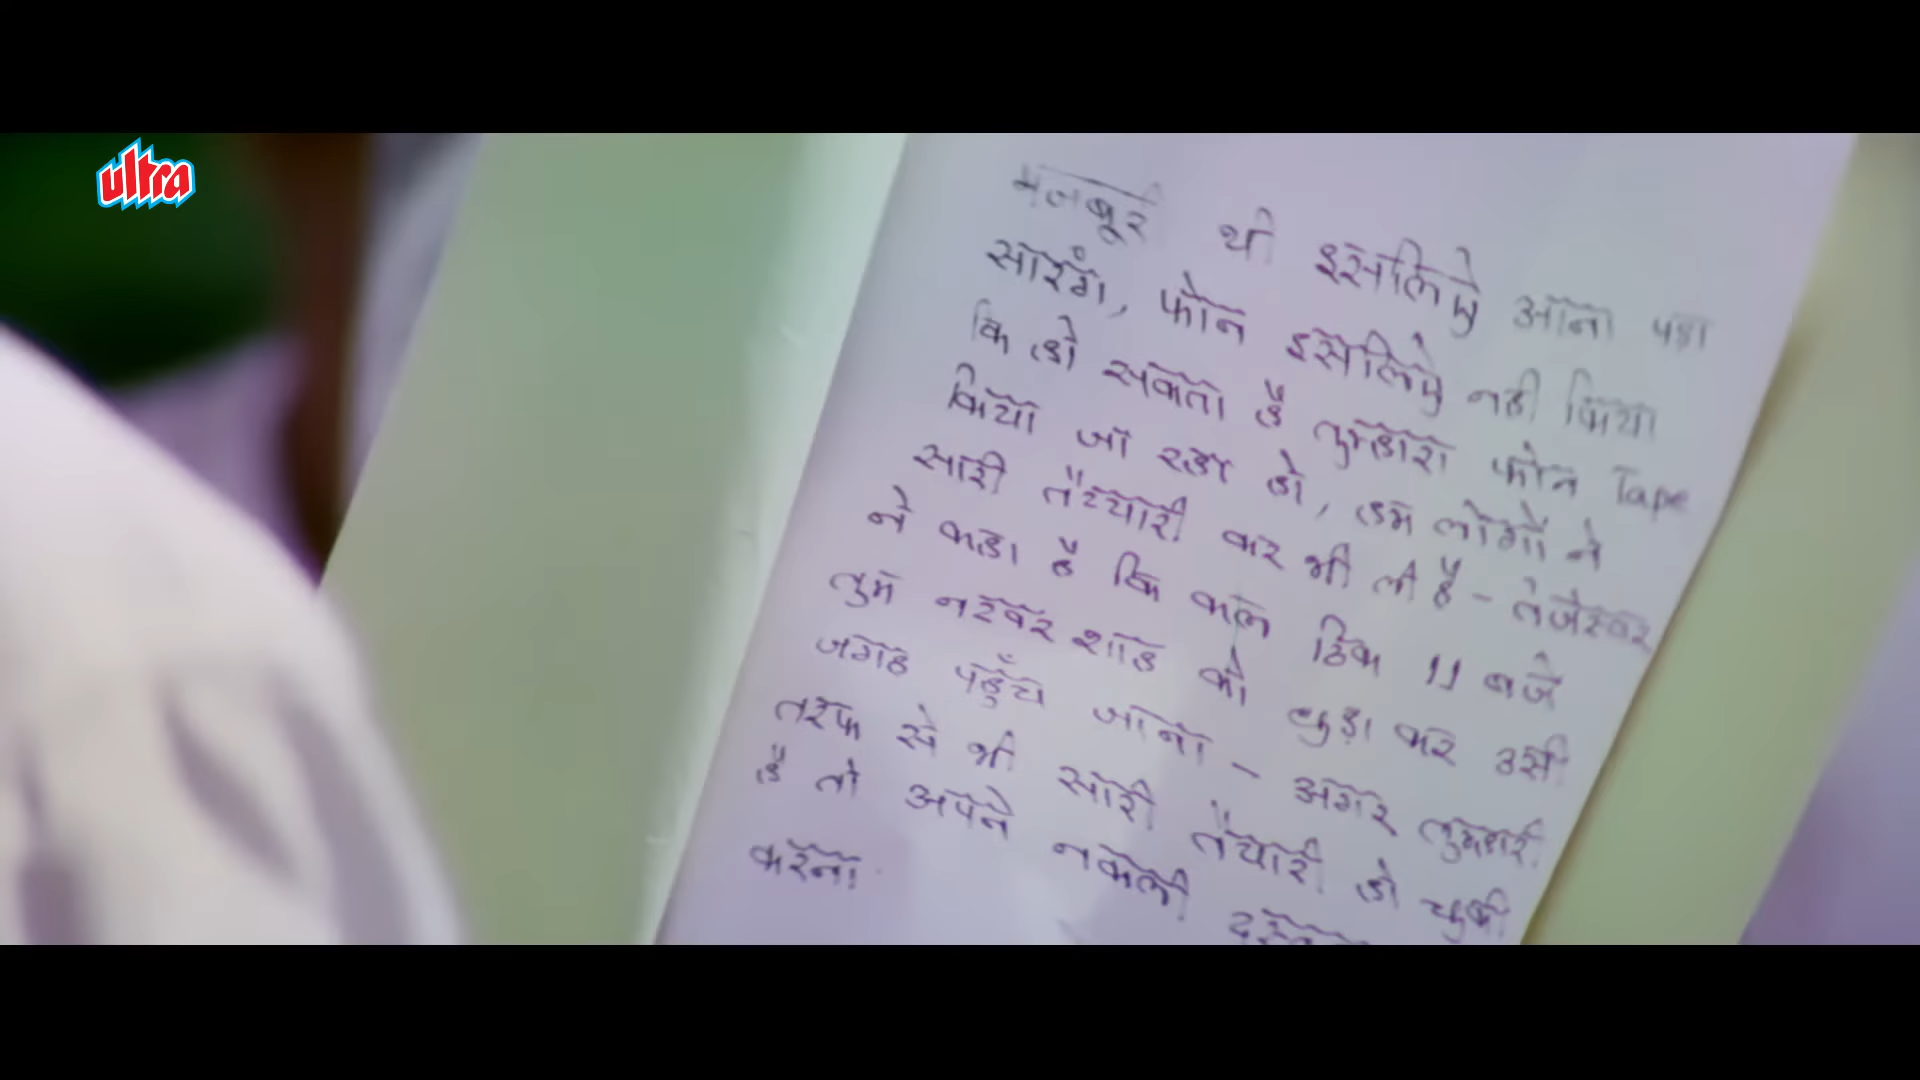 ultra
मजबूरी थी इसलिए आना पड़ा
सारंग, फोन इसलिए नही किया
कि हो सकता है तुम्हारा फोन Tape
किया जा रहा हो, हम लोगों ने
सारी तैय्यारी कर भी ली है - तेजेश्वर
ने कहा है कि कल ठिक 11 बजे
तुम नटवर शाह को छुड़ा कर उसी
जगह पहुँच जाना - अगर तुम्हारी
तरफ से भी सारी तैयारी हो चुकी
है तो अपने नकली
करना